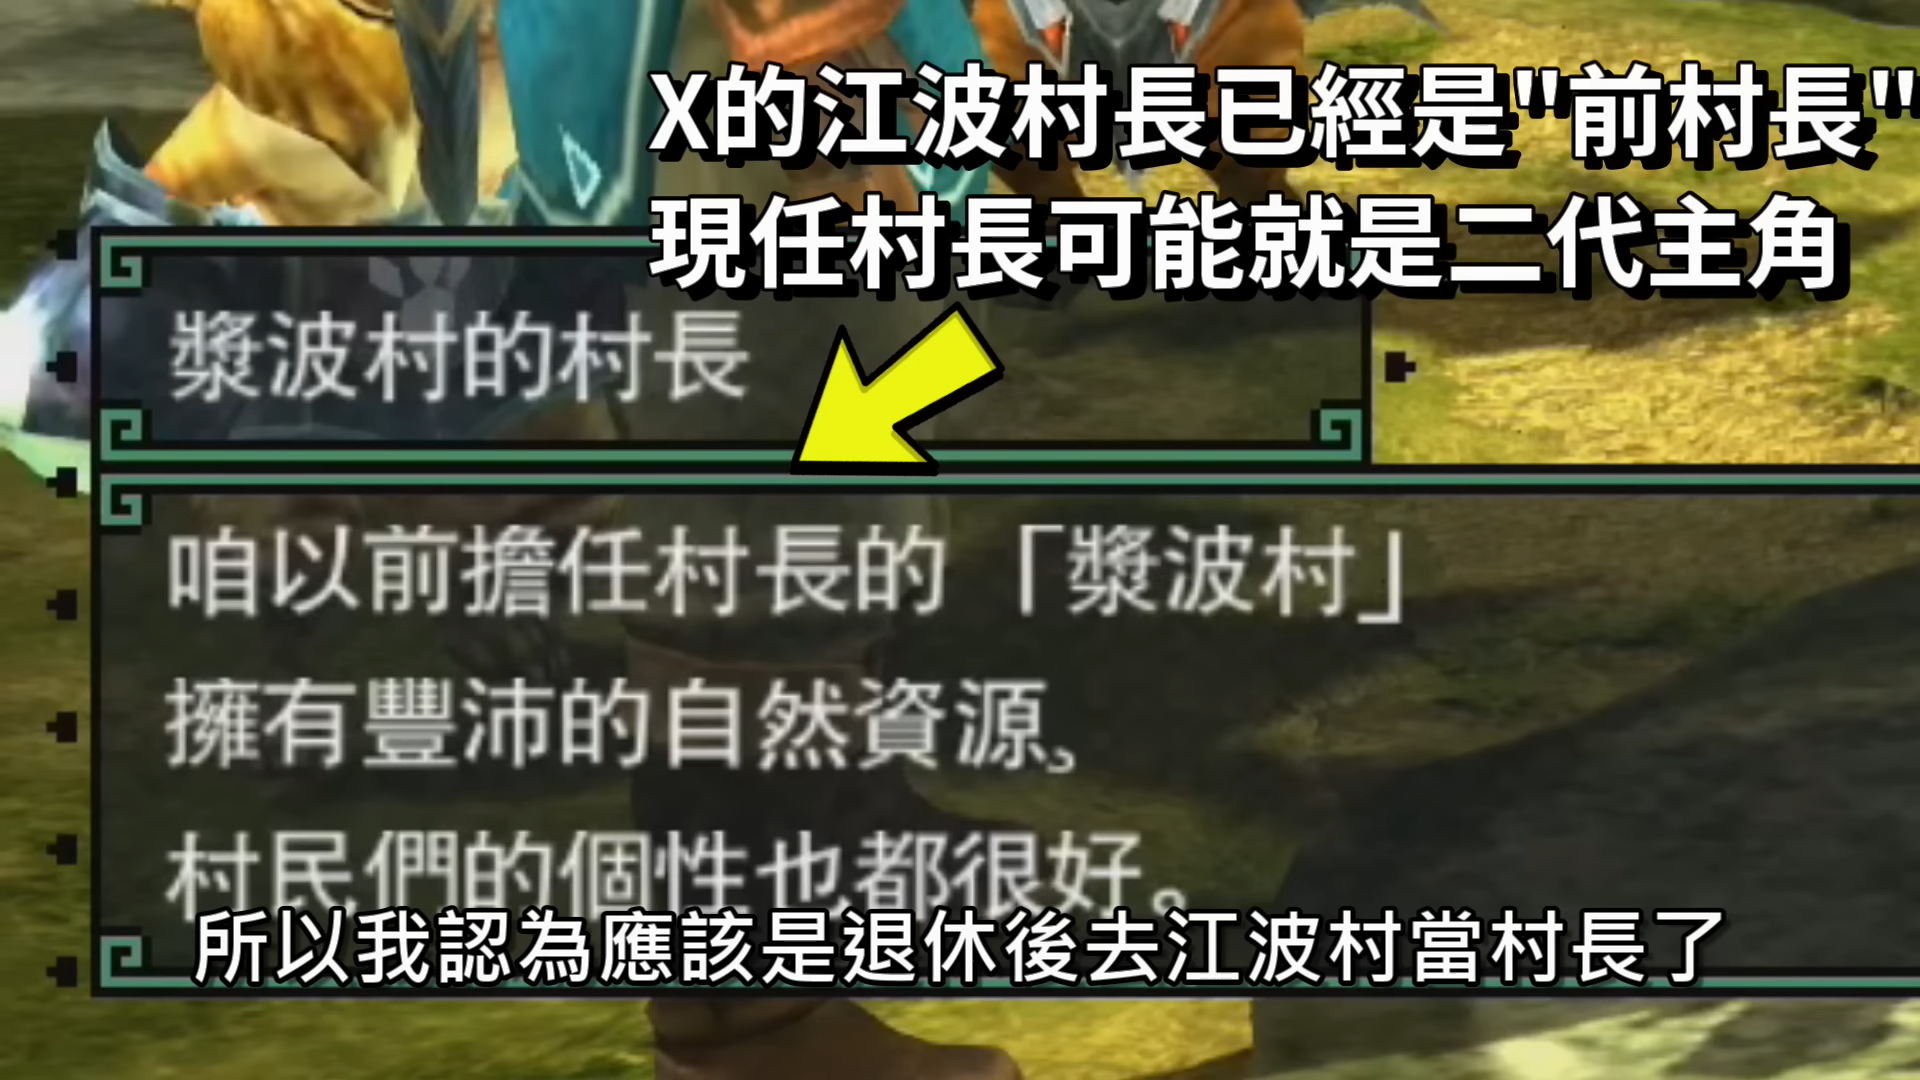 X的江波村長已經是"前村長"
現任村長可能就是二代主角
漿波村的村長
咱以前擔任村長的「漿波村」
擁有豐沛的自然資源。
村民們的個性也都很好。
所以我認為應該是退休後去江波村當村長了